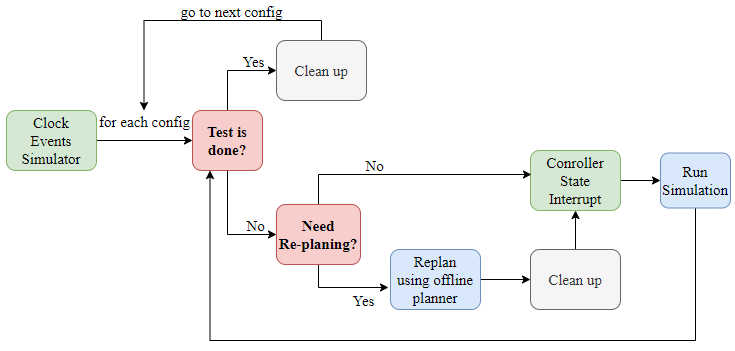 go to next config
Yes
Clean up
Clock
Events
Simulator
for each config
Test is
done?
No
Conroller
State
Interrupt
Run
Simulation
No
Need
Re-planing?
Replan
using offline
planner
Clean up
Yes